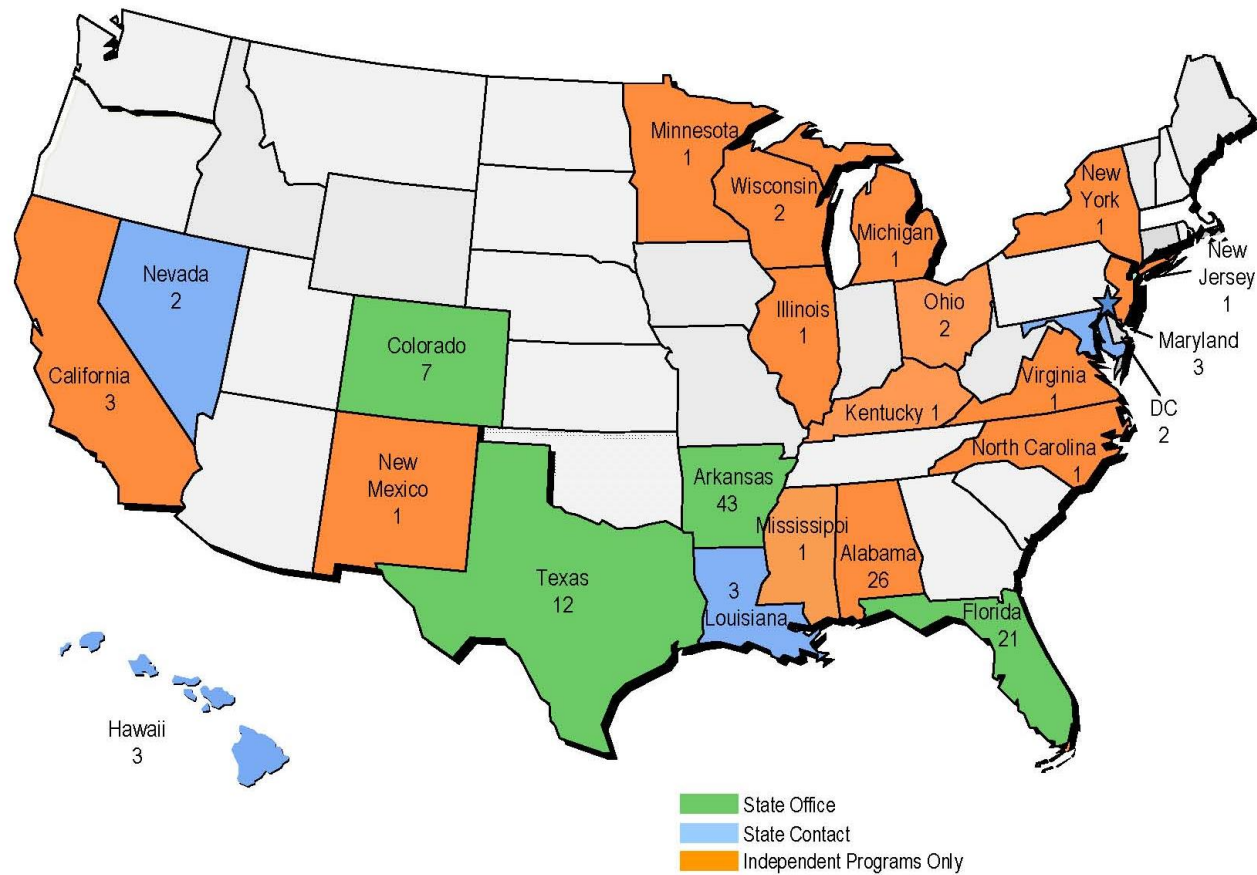 Minnesota
1
Wisconsin
2
Michigan
1
New
York
1
New
Jersey
1
Nevada
2
Illinois
1
Ohio
2
Colorado
7
Maryland
3
California
3
Virginia
1
DC
2
Kentucky 1
North Carolina
1
New
Mexico
1
Arkansas
43
Mississippi
1
Alabama
26
Texas
12
3
Louisiana
Florida
21
Hawaii
3
State Office
State Contact
Independent Programs Only